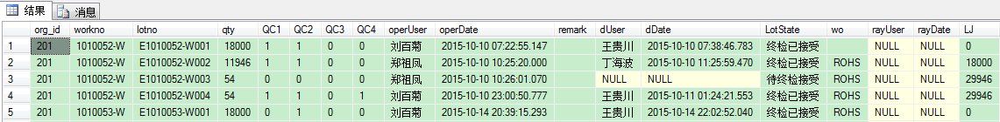 结果 消息
org_id workno lotno qty QC1 QC2 QC3 QC4 operUser operDate remark dUser dDate LotState wo rayUser rayDate LJ
1 201 1010052-W E1010052-W001 18000 1 1 0 0 刘百菊 2015-10-10 07:22:55.147 王贵川 2015-10-10 07:38:46.783 终检已接受 NULL NULL 0
2 201 1010052-W E1010052-W002 11946 1 1 0 0 郑祖凤 2015-10-10 10:25:20.000 丁海波 2015-10-10 11:25:59.470 终检已接受 ROHS NULL NULL 18000
3 201 1010052-W E1010052-W003 54 0 0 0 0 郑祖凤 2015-10-10 10:26:01.070 NULL NULL 待终检已接受 ROHS NULL NULL 29946
4 201 1010052-W E1010052-W004 54 1 1 0 1 刘百菊 2015-10-10 23:00:50.777 王贵川 2015-10-11 01:24:21.553 终检已接受 ROHS NULL NULL 29946
5 201 1010053-W E1010053-W001 18000 0 1 0 0 刘百菊 2015-10-14 20:39:15.293 王贵川 2015-10-14 22:02:52.040 终检已接受 ROHS NULL NULL 0